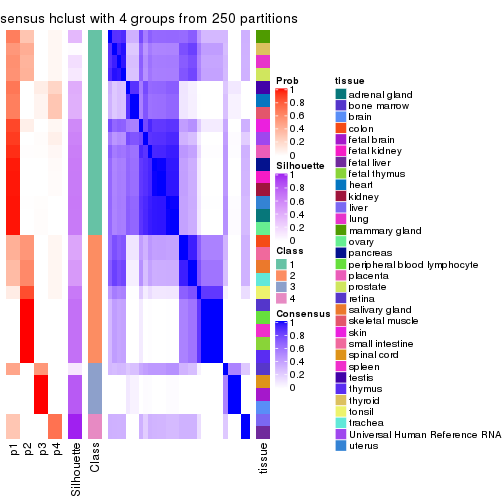 sensus hclust with 4 groups from 250 partitions
Prob
1
0.8
0.6
0.4
0.2
0
Silhouette
1
0.8
0.6
0.4
0.2
0
Class
1
2
3
4
Consensus
1
0.8
0.6
0.4
0.2
0
tissue
adrenal gland
bone marrow
brain
colon
fetal brain
fetal kidney
fetal liver
fetal thymus
heart
kidney
liver
lung
mammary gland
ovary
pancreas
peripheral blood lymphocyte
placenta
prostate
retina
salivary gland
skeletal muscle
skin
small intestine
spinal cord
spleen
testis
thymus
thyroid
tonsil
trachea
Universal Human Reference RNA
uterus
p1
p2
p3
p4
Silhouette
Class
tissue